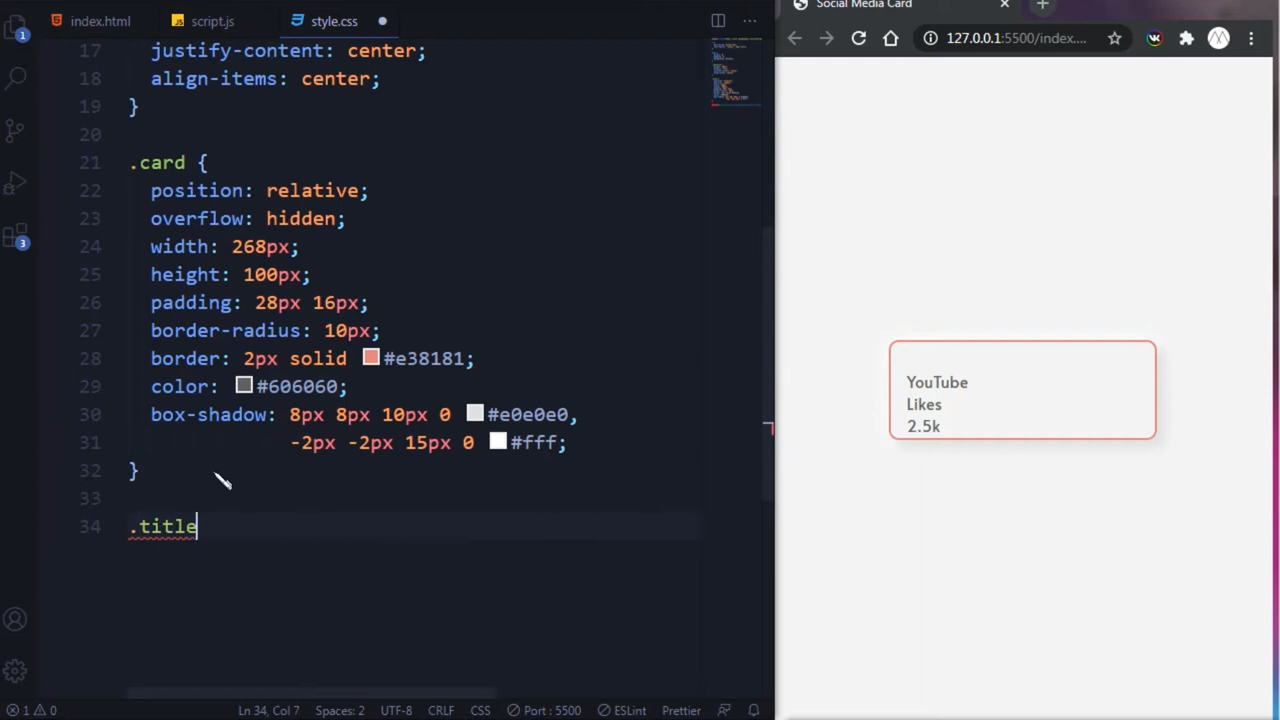 index.html
script.js
style.css
Social Media Card
127.0.0.1:5500/index....
1
3
17 justify-content: center;
18 align-items: center;
19 }
20
21 .card {
22 position: relative;
23 overflow: hidden;
24 width: 268px;
25 height: 100px;
26 padding: 28px 16px;
27 border-radius: 10px;
28 border: 2px solid #e38181;
29 color: #606060;
30 box-shadow: 8px 8px 10px 0 #e0e0e0,
31 -2px -2px 15px 0 #fff;
32 }
33
34 .title
YouTube
Likes
2.5k
1 0 Ln 34, Col 7 Spaces: 2 UTF-8 CRLF CSS Port : 5500 ESLint Prettier